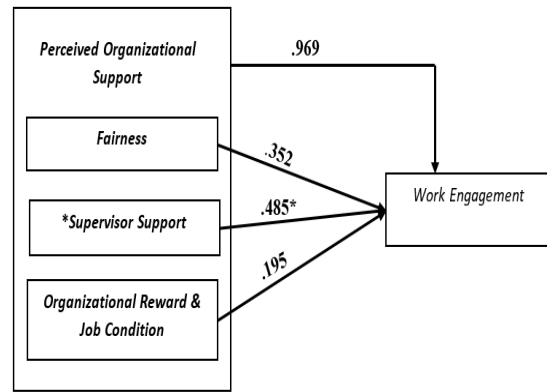 Perceived Organizational
Support
.969
Fairness
.352
Work Engagement
*Supervisor Support
.485*
.195
Organizational Reward &
Job Condition